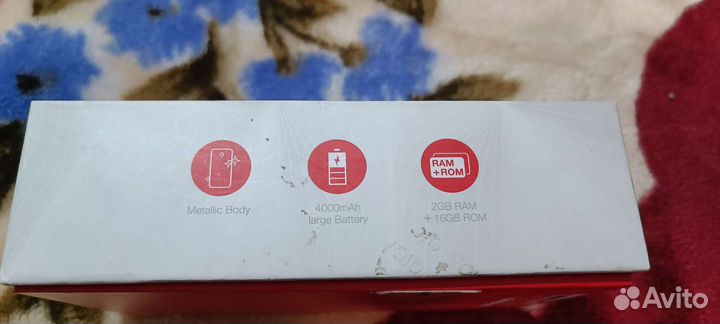 RAM
+ROM
Metallic Body
4000mAh
large Battery
2GB RAM
+ 16GB ROM
Avito